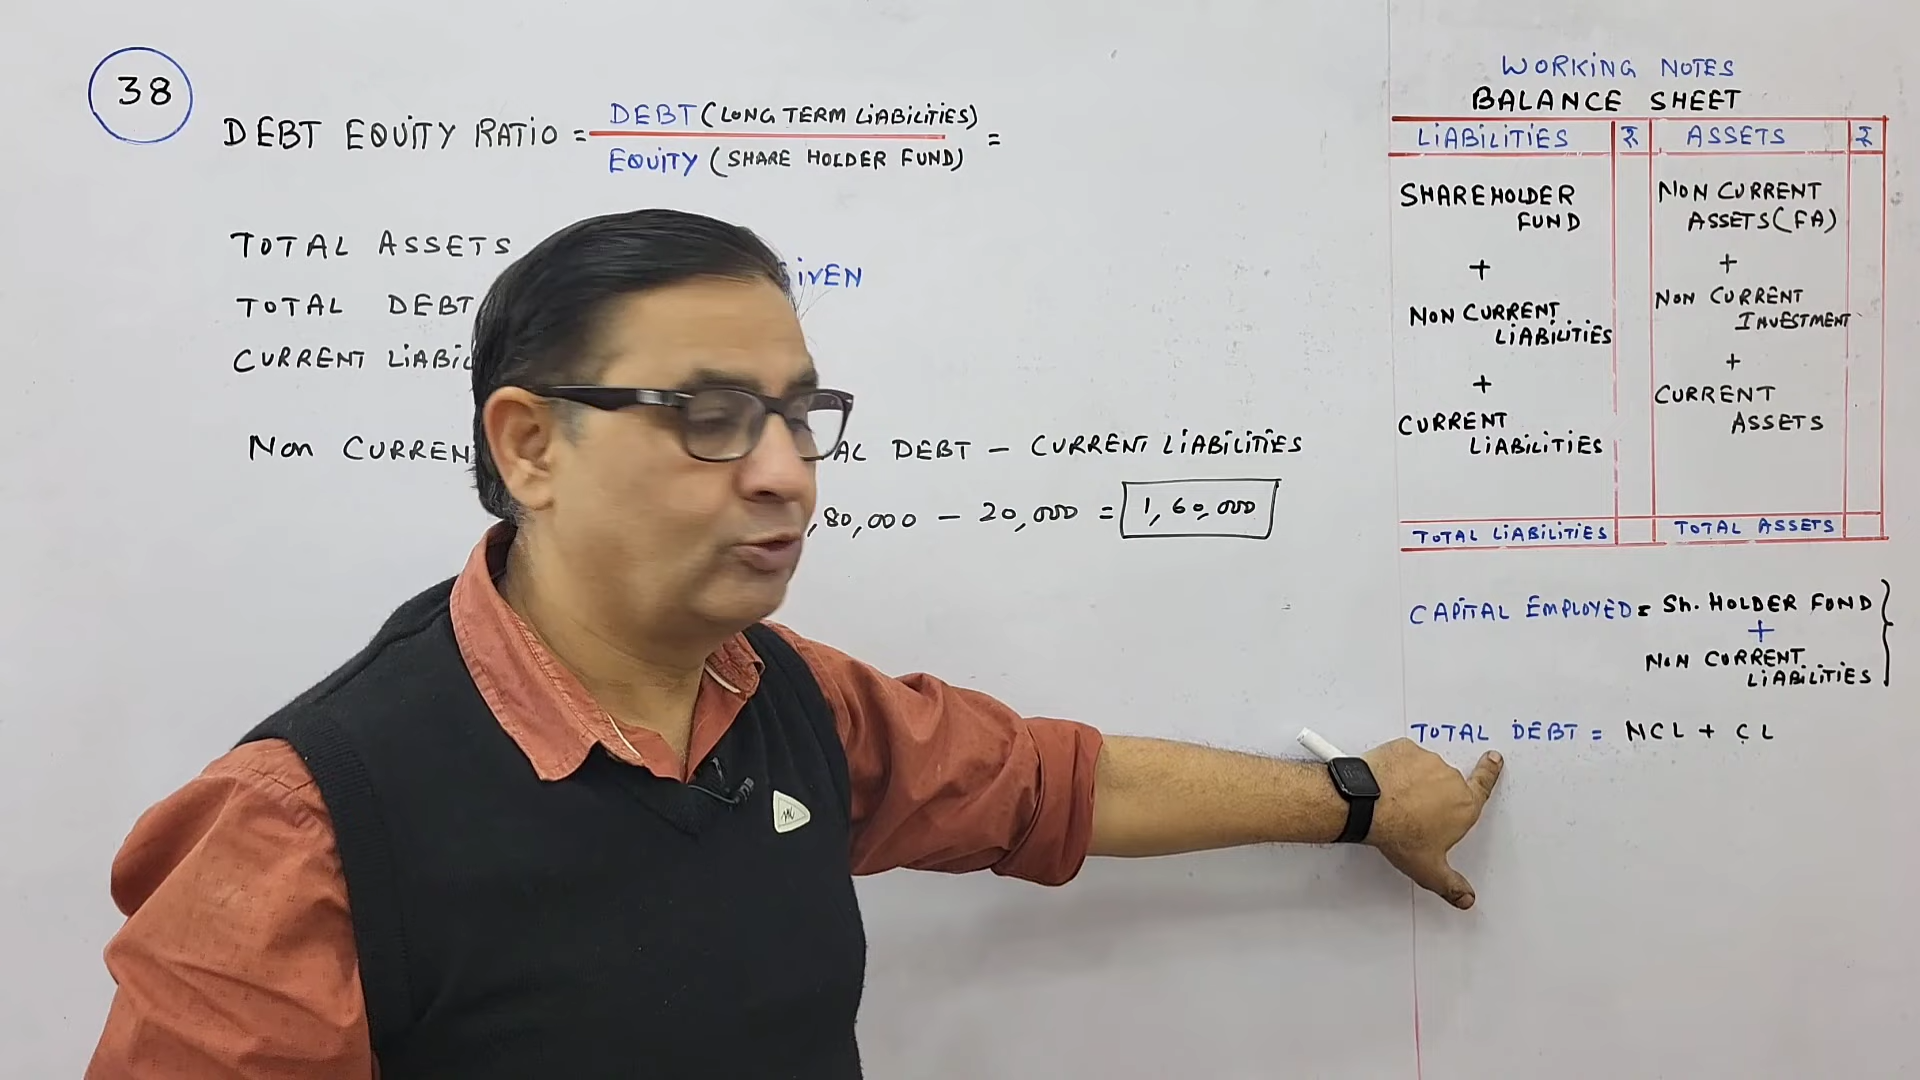 38
DEBT EQUITY RATIO = DEBT (LONG TERM LIABILITIES) =
EQUITY (SHARE HOLDER FUND)
TOTAL ASSETS
GIVEN
TOTAL DEBT
CURRENT
Non
DEBT - CURRENT LIABILITIES
,80,000 - 20,000 = 1,60,000
WORKING NOTES
BALANCE SHEET
LIABILITIES ₹ ASSETS ₹
SHAREHOLDER
FUND
+
NON CURRENT
LIABILITIES
+
CURRENT
LIABILITIES
TOTAL LIABILITIES
NON CURRENT
ASSETS (FA)
+
NON CURRENT
INVESTMENT
+
CURRENT
ASSETS
TOTAL ASSETS
CAPITAL EMPLOYED = Sh. HOLDER FUND
+
NON CURRENT
LIABILITIES
TOTAL DEBT = NCL + CL